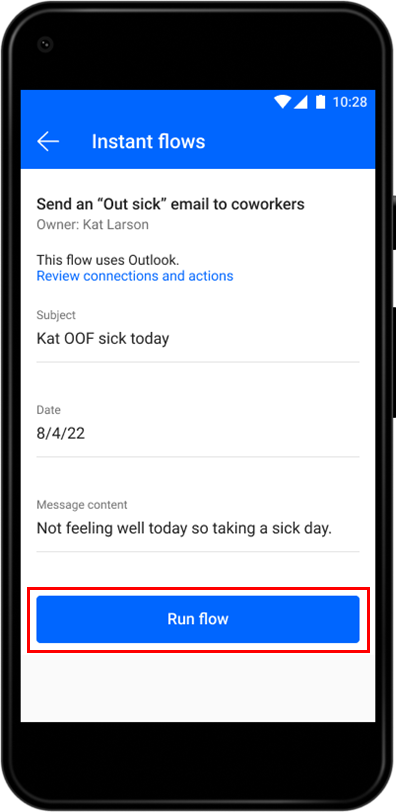 10:28
Instant flows
Send an “Out sick” email to coworkers
Owner: Kat Larson
This flow uses Outlook.
Review connections and actions
Subject
Kat OOF sick today
Date
8/4/22
Message content
Not feeling well today so taking a sick day.
Run flow